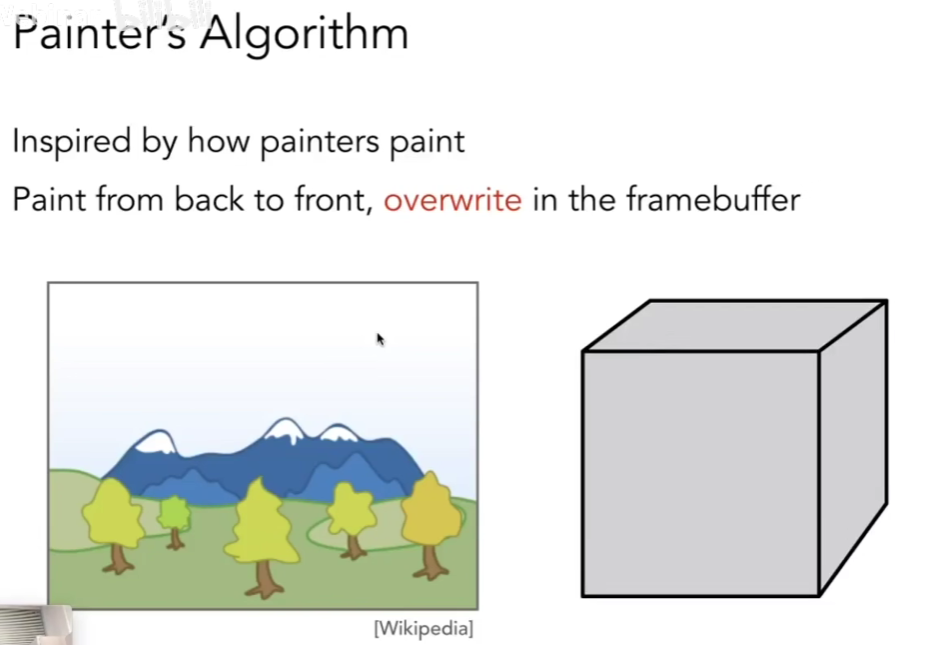 Painter's Algorithm
Inspired by how painters paint
Paint from back to front, overwrite in the framebuffer
[Wikipedia]